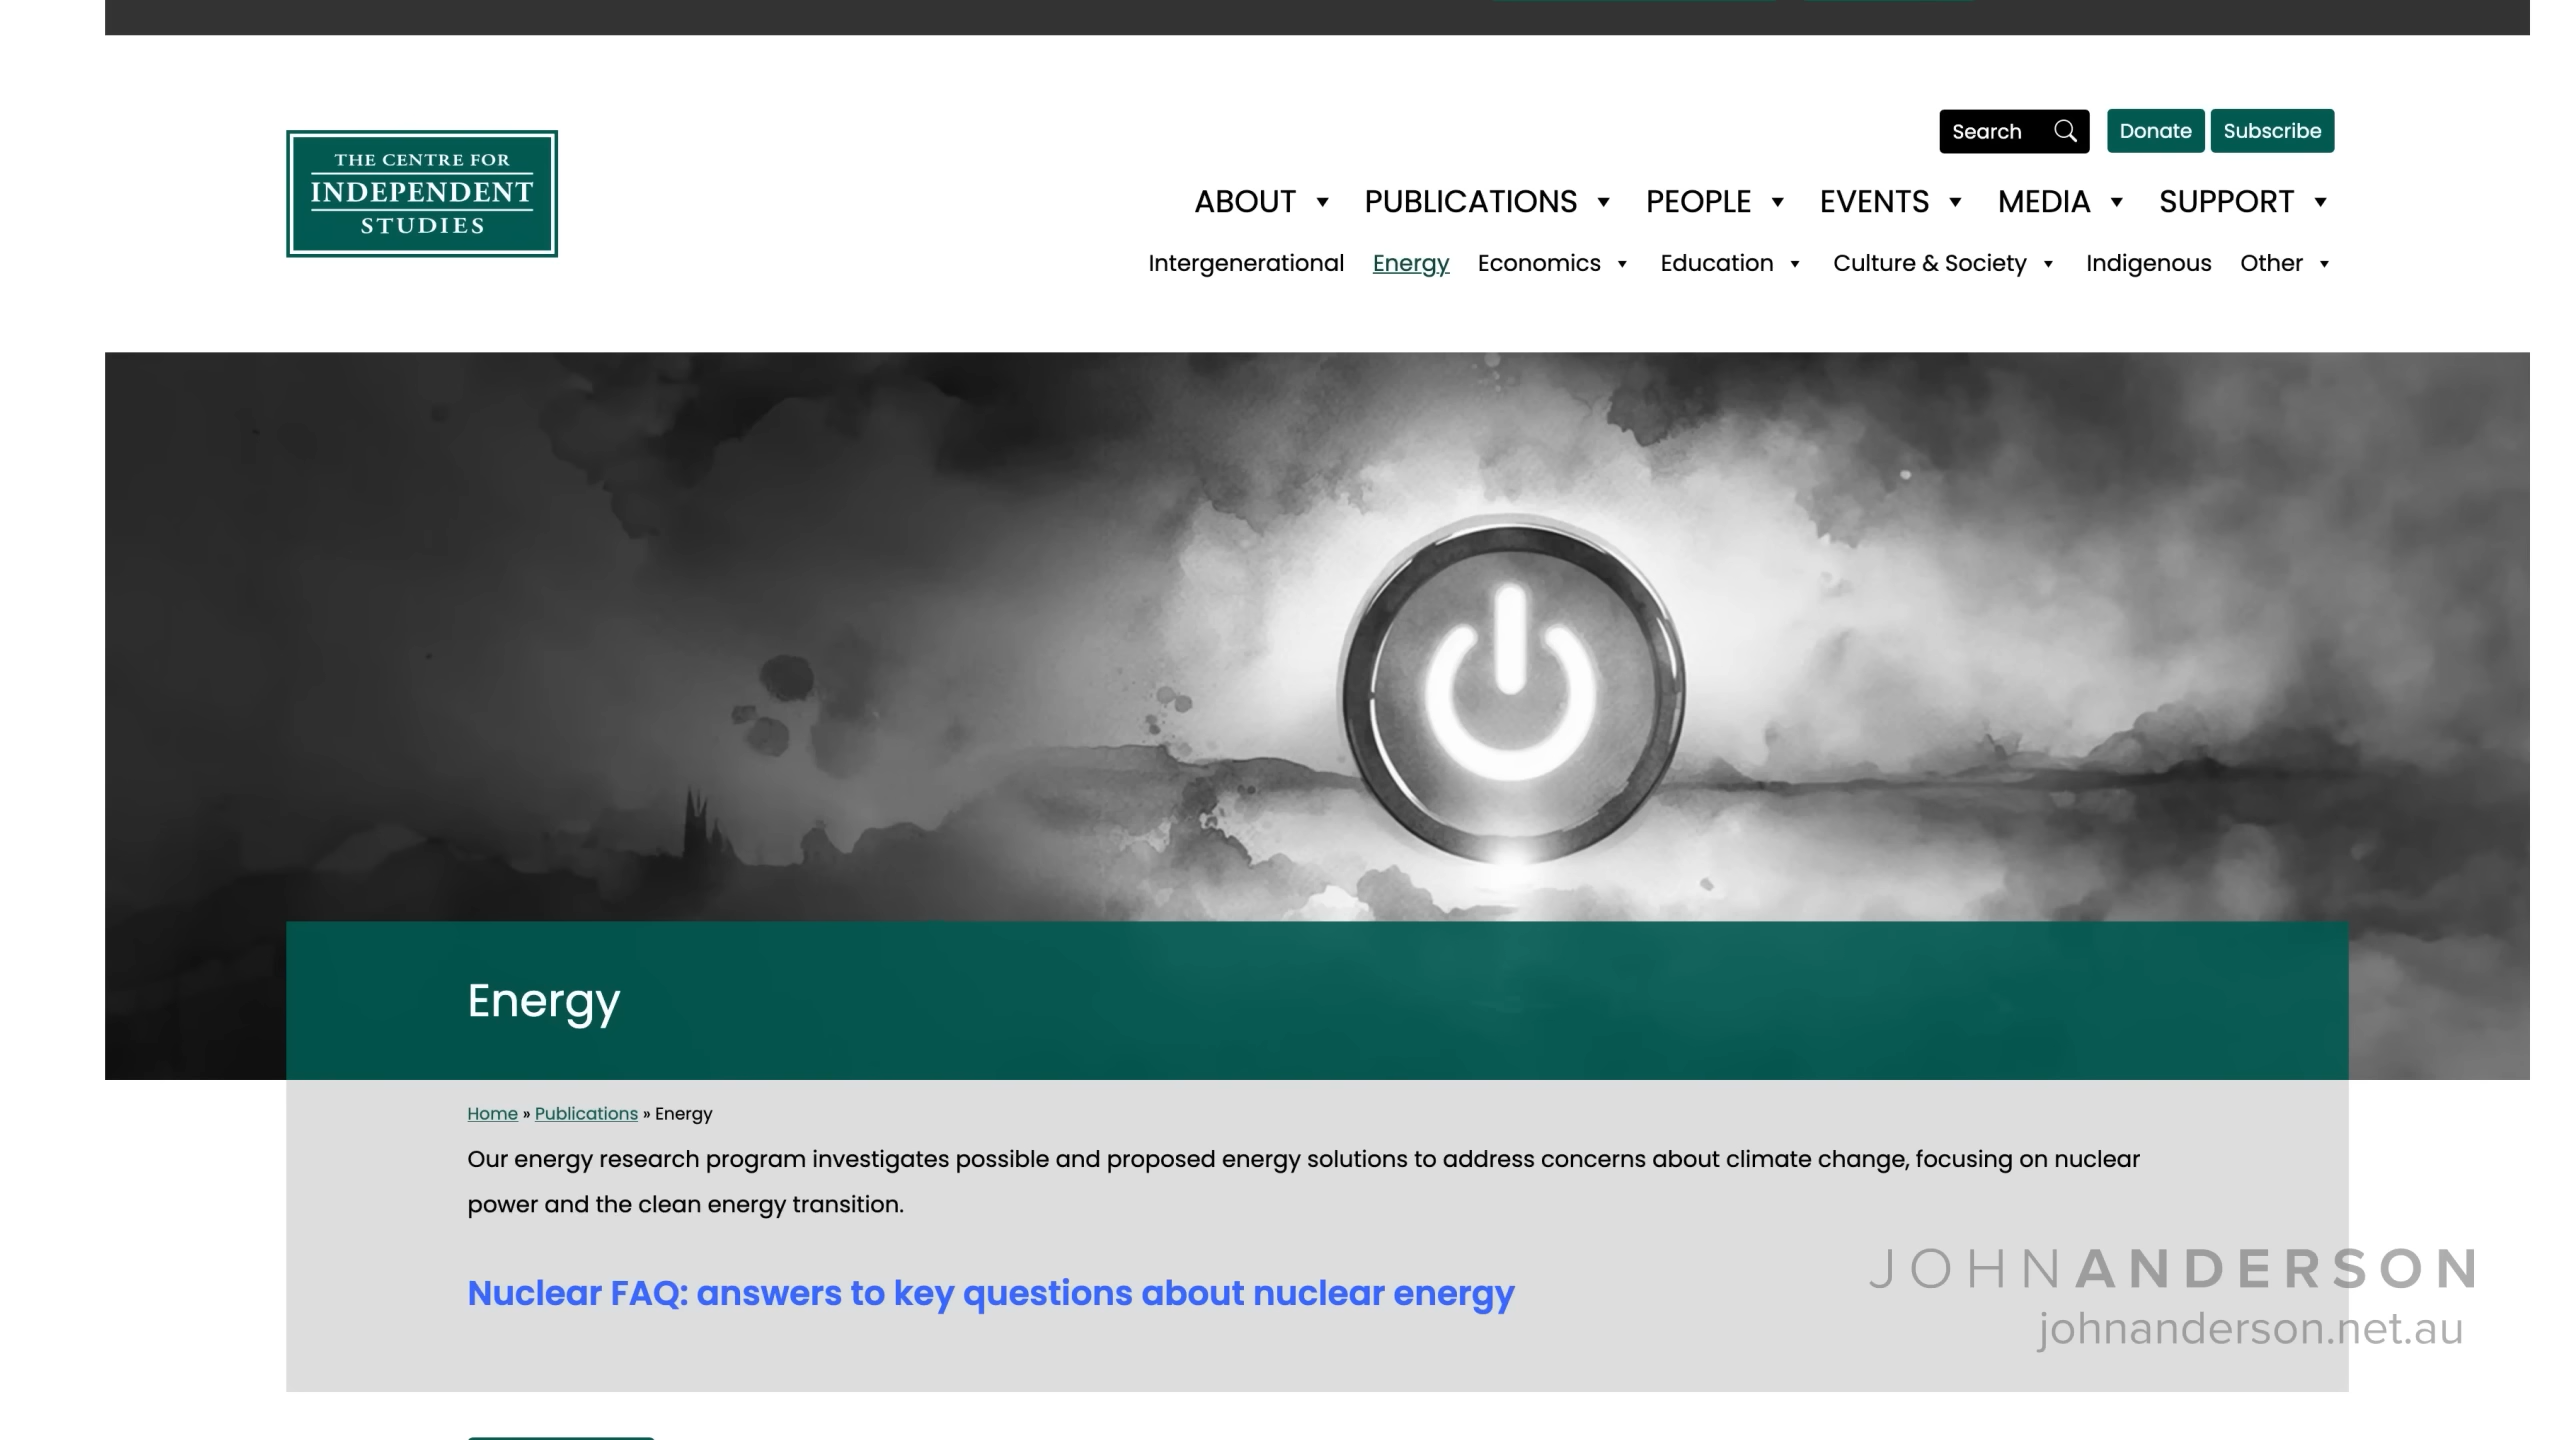 THE CENTRE FOR
INDEPENDENT
STUDIES
Search
Donate
Subscribe
ABOUT PUBLICATIONS PEOPLE EVENTS MEDIA SUPPORT
Intergenerational Energy Economics Education Culture & Society Indigenous Other
Energy
Home » Publications » Energy
Our energy research program investigates possible and proposed energy solutions to address concerns about climate change, focusing on nuclear
power and the clean energy transition.
Nuclear FAQ: answers to key questions about nuclear energy
JOHNANDERSON
johnanderson.net.au